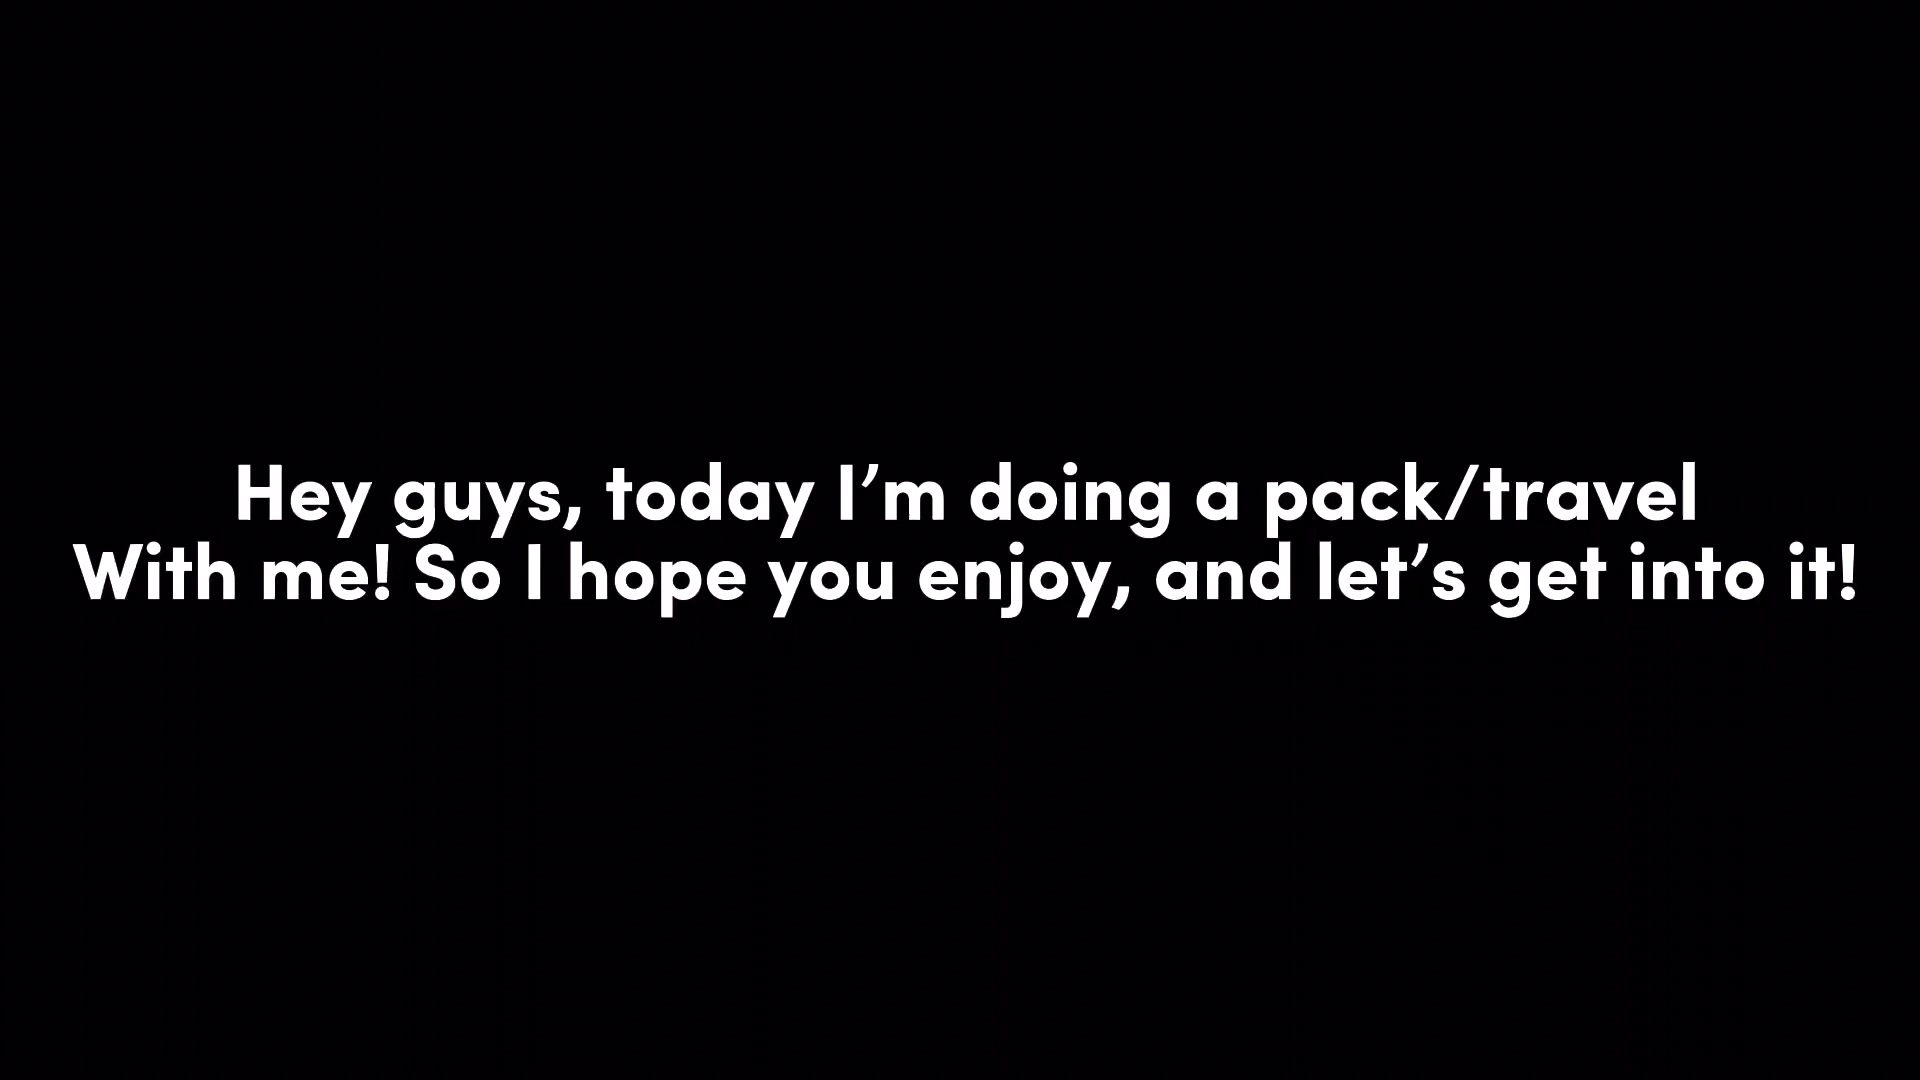 Hey guys, today I’m doing a pack/travel
With me! So I hope you enjoy, and let’s get into it!